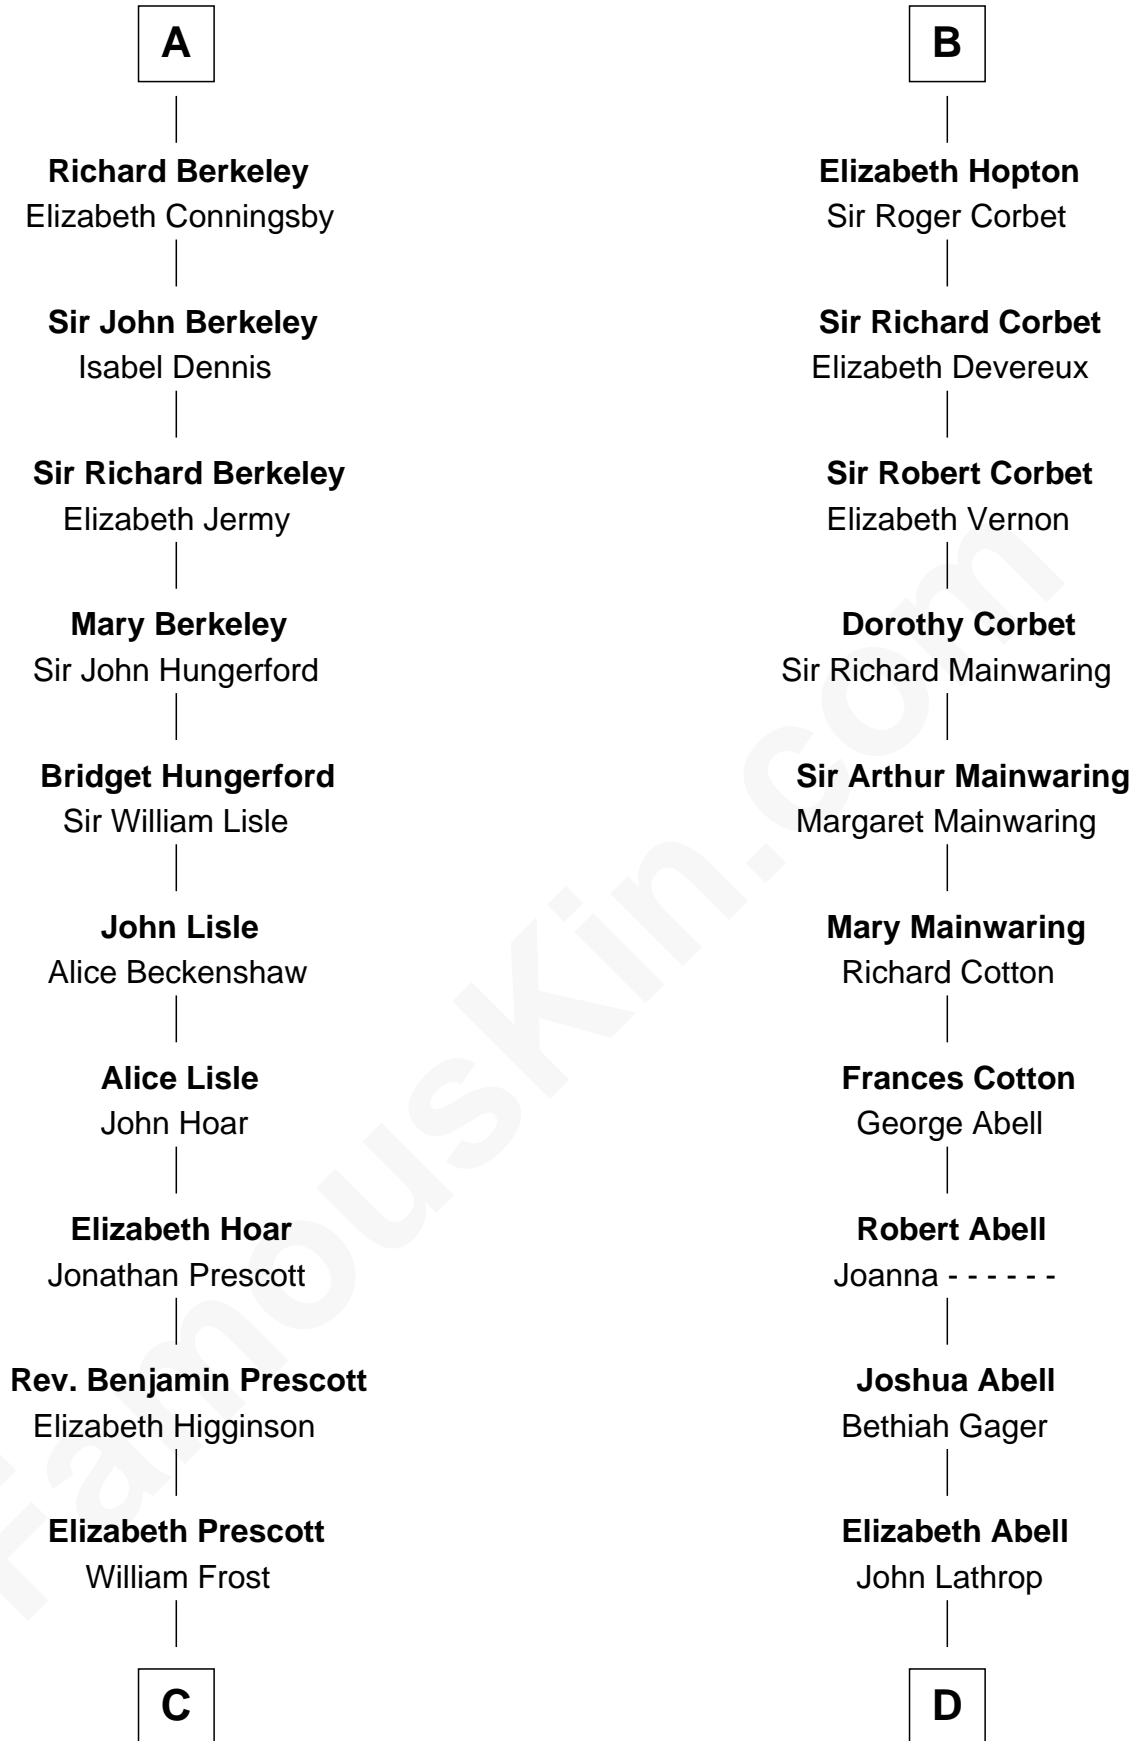 A
Richard Berkeley
Elizabeth Conningsby
Sir John Berkeley
Isabel Dennis
Sir Richard Berkeley
Elizabeth Jermy
Mary Berkeley
Sir John Hungerford
Bridget Hungerford
Sir William Lisle
John Lisle
Alice Beckenshaw
Alice Lisle
John Hoar
Elizabeth Hoar
Jonathan Prescott
Rev. Benjamin Prescott
Elizabeth Higginson
Elizabeth Prescott
William Frost
C
B
Elizabeth Hopton
Sir Roger Corbet
Sir Richard Corbet
Elizabeth Devereux
Sir Robert Corbet
Elizabeth Vernon
Dorothy Corbet
Sir Richard Mainwaring
Sir Arthur Mainwaring
Margaret Mainwaring
Mary Mainwaring
Richard Cotton
Frances Cotton
George Abell
Robert Abell
Joanna - - - - - -
Joshua Abell
Bethiah Gager
Elizabeth Abell
John Lathrop
D
FamousKin.com